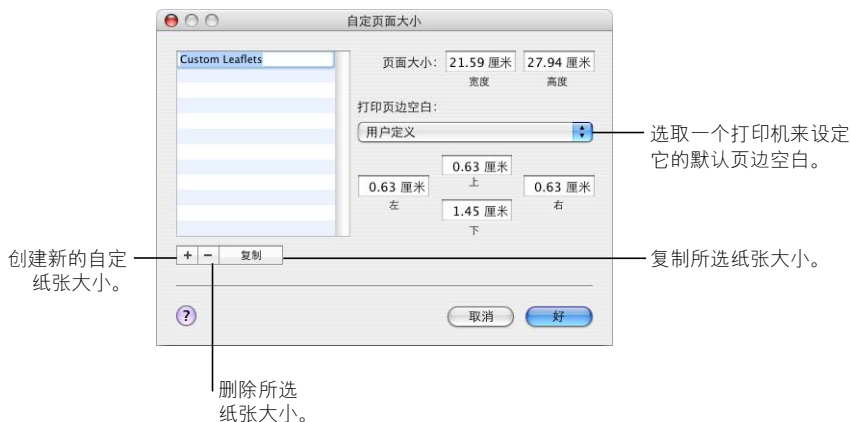 自定页面大小
Custom Leaflets
页面大小: 21.59 厘米 27.94 厘米
宽度 高度
打印页边空白:
用户定义
选取一个打印机来设定
它的默认页边空白。
0.63 厘米
上
0.63 厘米 0.63 厘米
左 右
1.45 厘米
下
创建新的自定
纸张大小。
+ − 复制
复制所选纸张大小。
? 取消 好
删除所选
纸张大小。